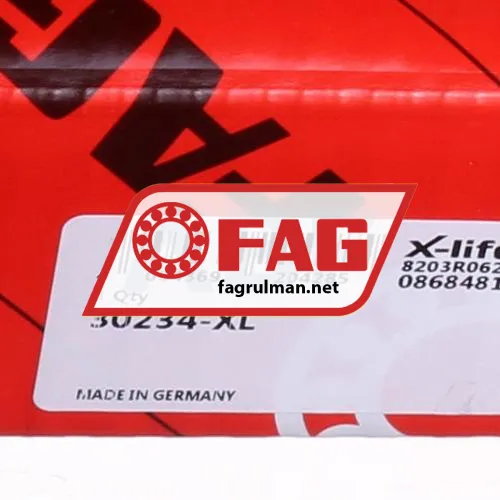 FAG
fagrulman.net
X-life
8203R062
0868481
Qty
30234-XL
MADE IN GERMANY